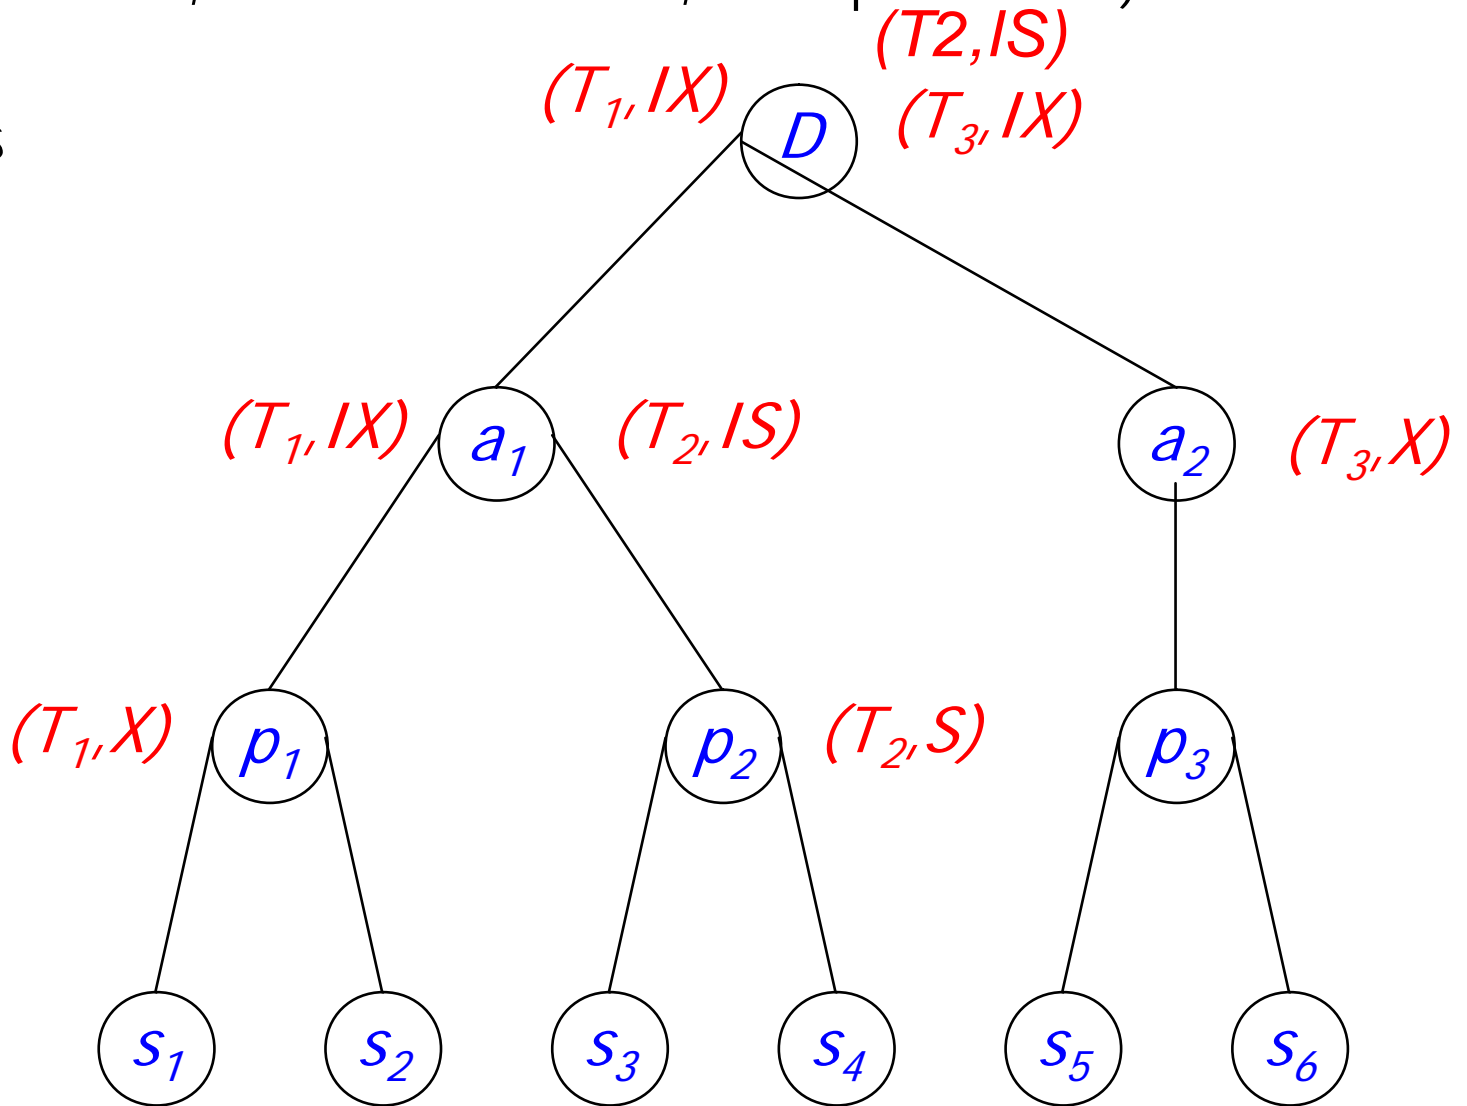 (T2,IS)
(T₁,IX) D (T₃,IX)
(T₁,IX) a₁ (T₂,IS) a₂ (T₃,X)
(T₁,X) p₁ p₂ (T₂,S) p₃
s₁ s₂ s₃ s₄ s₅ s₆